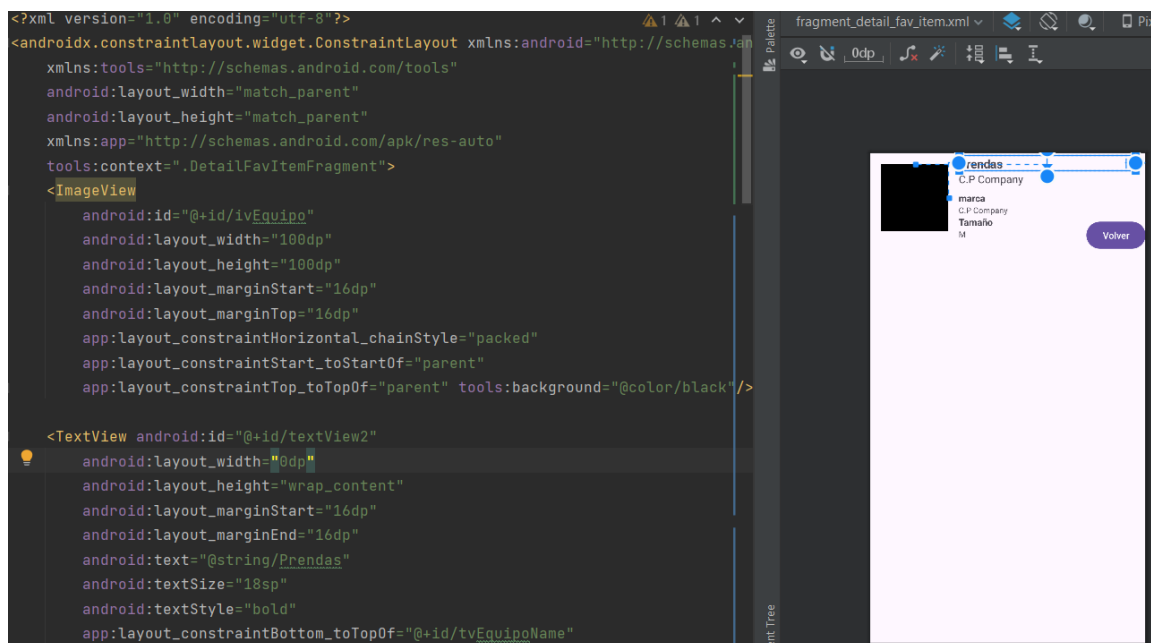 <?xml version="1.0" encoding="utf-8"?>
1 1
<androidx.constraintlayout.widget.ConstraintLayout xmlns:android="http://schemas.an
xmlns:tools="http://schemas.android.com/tools"
android:layout_width="match_parent"
android:layout_height="match_parent"
xmlns:app="http://schemas.android.com/apk/res-auto"
tools:context=".DetailFavItemFragment">
<ImageView
android:id="@+id/ivEquipo"
android:layout_width="100dp"
android:layout_height="100dp"
android:layout_marginStart="16dp"
android:layout_marginTop="16dp"
app:layout_constraintHorizontal_chainStyle="packed"
app:layout_constraintStart_toStartOf="parent"
app:layout_constraintTop_toTopOf="parent" tools:background="@color/black"/>
<TextView android:id="@+id/textView2"
android:layout_width="0dp"
android:layout_height="wrap_content"
android:layout_marginStart="16dp"
android:layout_marginEnd="16dp"
android:text="@string/Prendas"
android:textSize="18sp"
android:textStyle="bold"
app:layout_constraintBottom_toTopOf="@+id/tvEquipoName"
Palette
nt Tree
fragment_detail_fav_item.xml
Pi
0dp
Prendas
C.P Company
marca
C.P Company
Tamaño
M
Volver